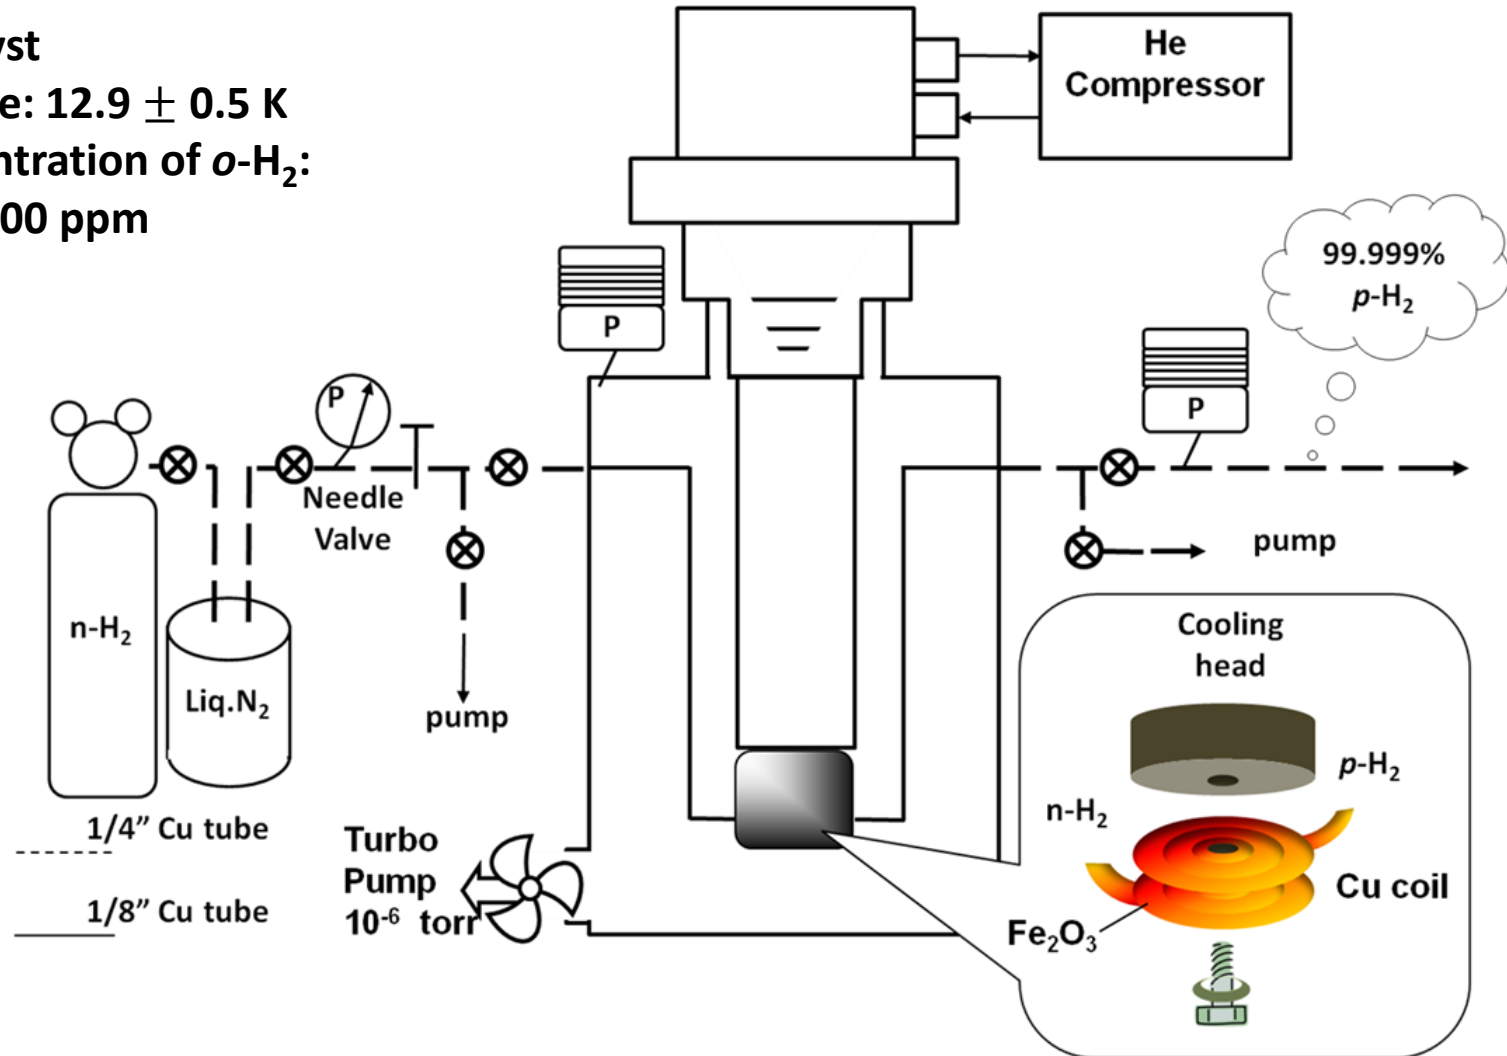 yst
e: 12.9 ± 0.5 K
ntration of o-H₂:
00 ppm
He
Compressor
99.999%
p-H₂
P
P
P
Needle
Valve
n-H₂
Liq.N₂
pump
pump
1/4” Cu tube
1/8” Cu tube
Turbo
Pump
10⁻⁶ torr
Cooling
head
p-H₂
n-H₂
Cu coil
Fe₂O₃